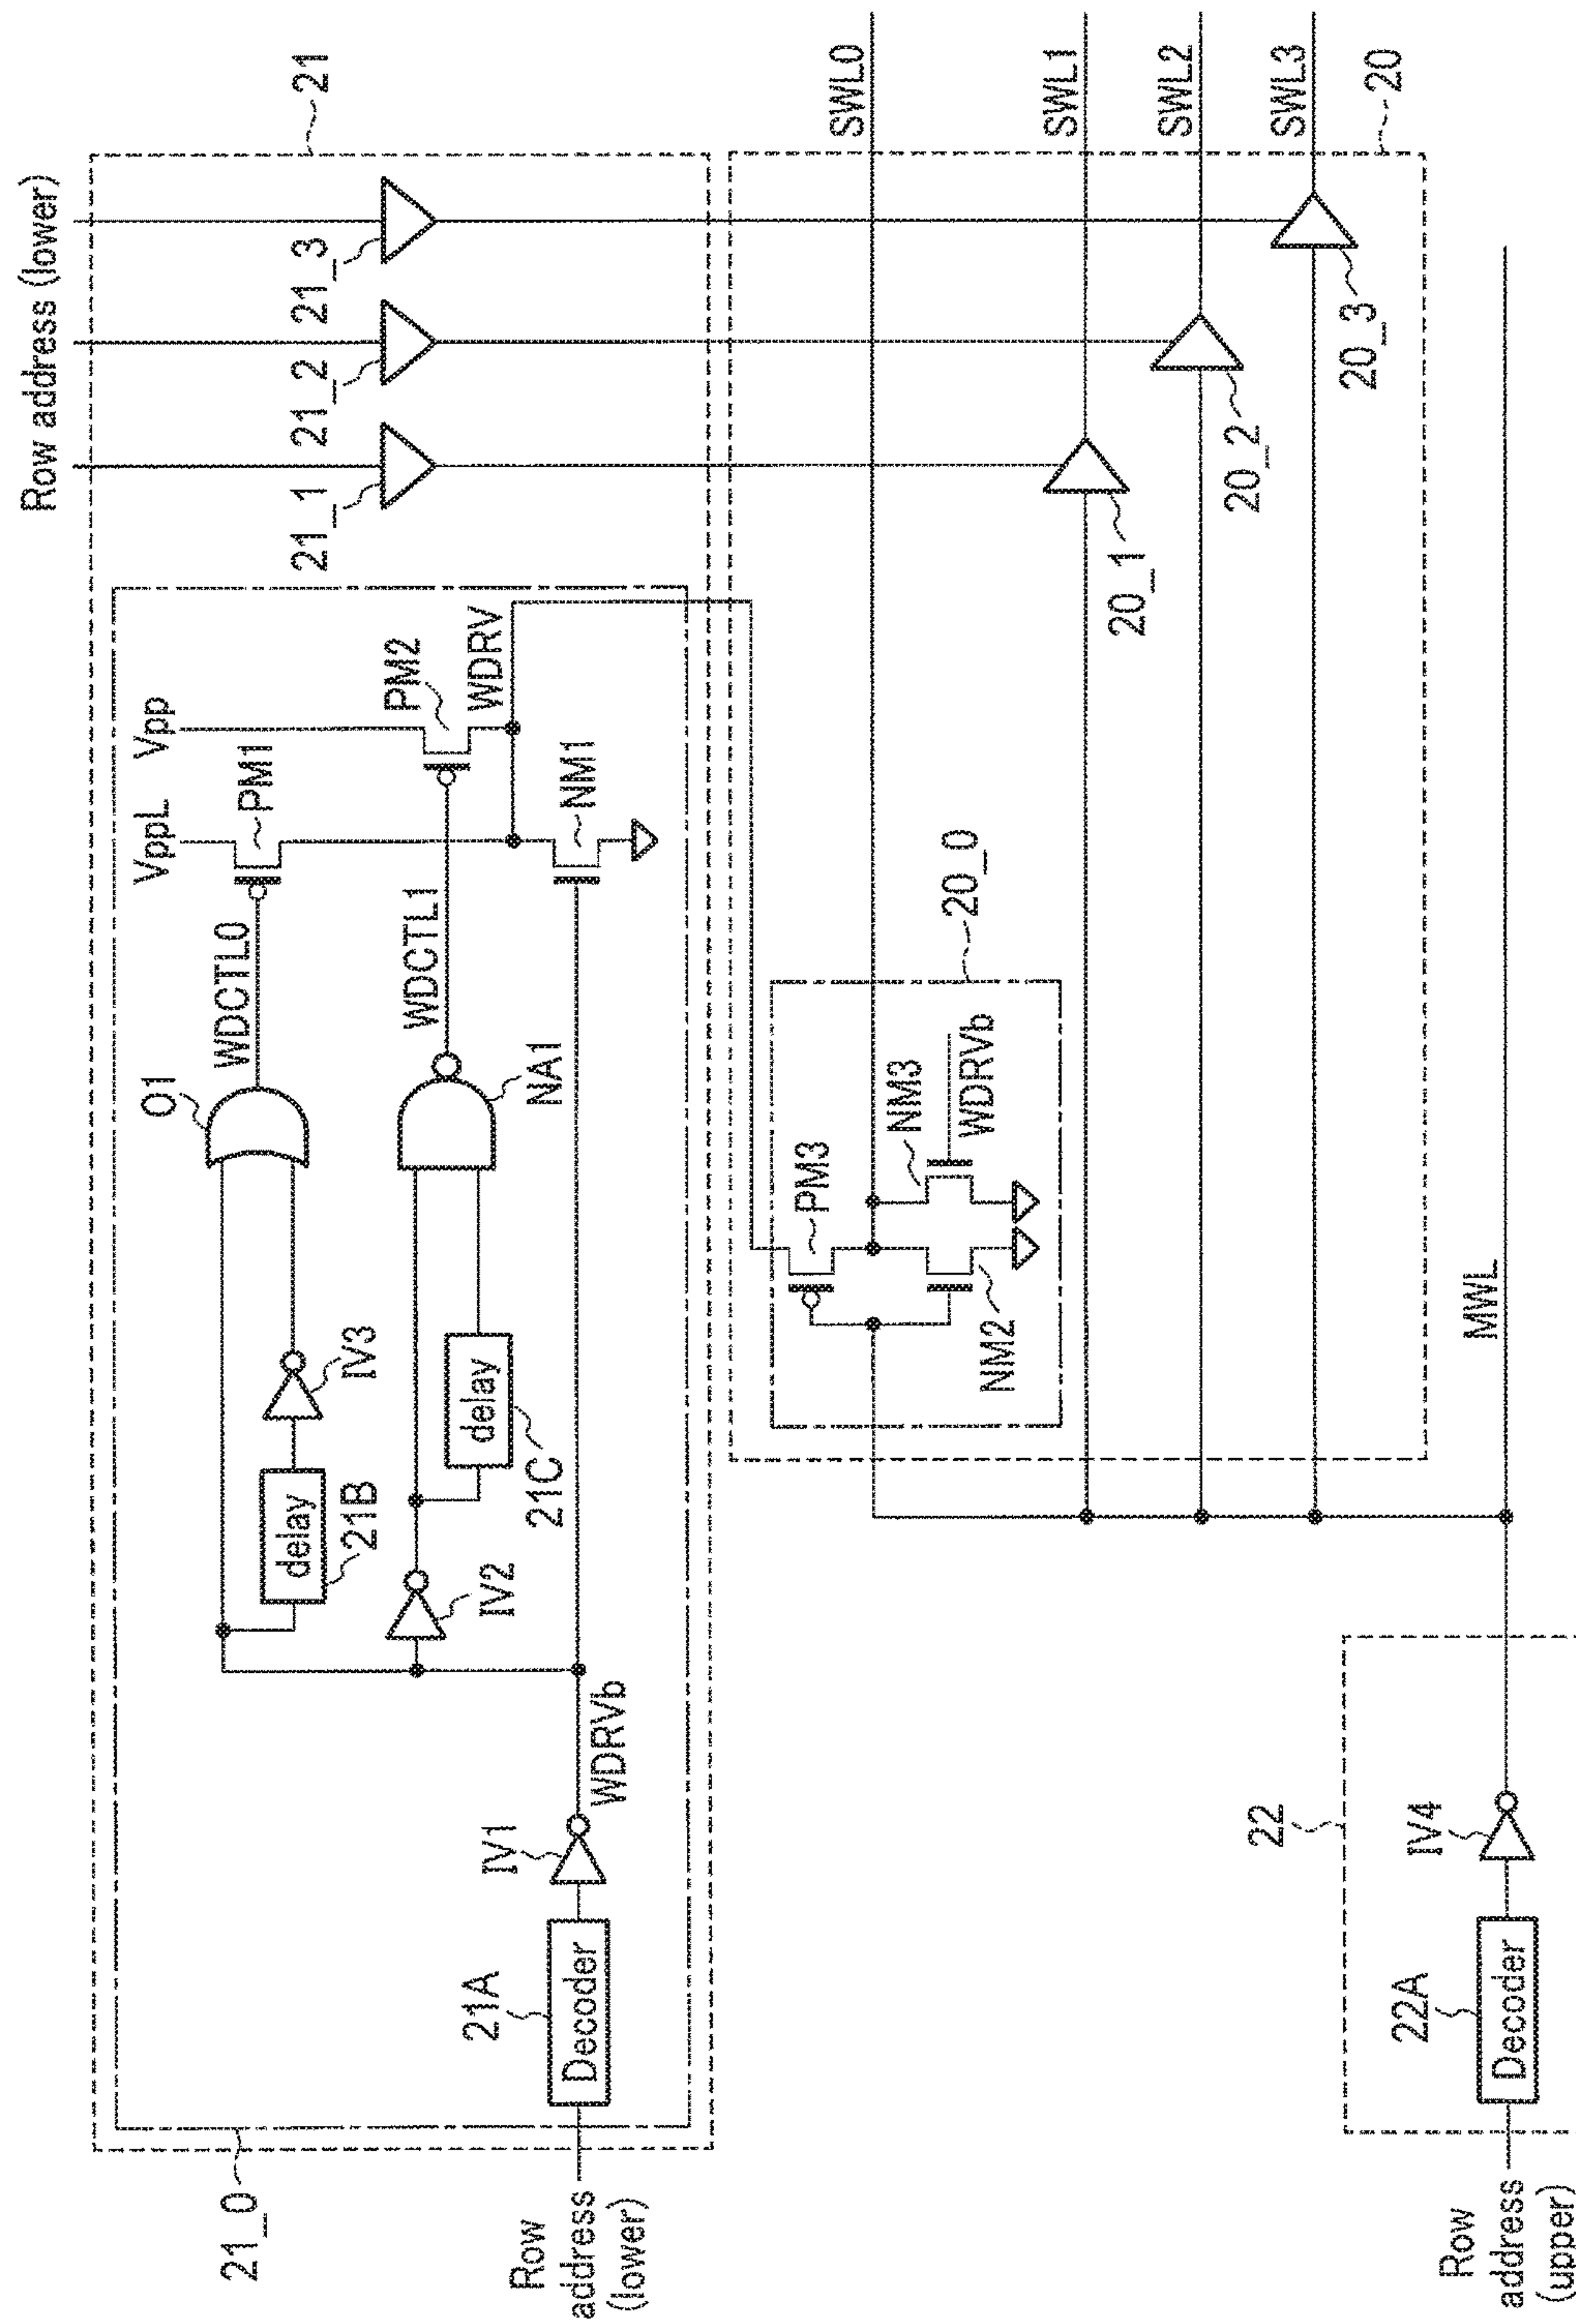 Row address (lower)
21
21_0
21_1
21_2
21_3
VppL
Vpp
O1
WDCTL0
PM1
PM2
delay
21B
IV3
WDCTL1
WDRV
NA1
IV2
delay
21C
NM1
21A
IV1
Decoder
WDRVb
Row
address
(lower)
SWL0
SWL1
SWL2
SWL3
20
20_0
PM3
NM3
WDRVb
NM2
20_1
20_2
20_3
MWL
22
22A
IV4
Decoder
Row
address
(upper)